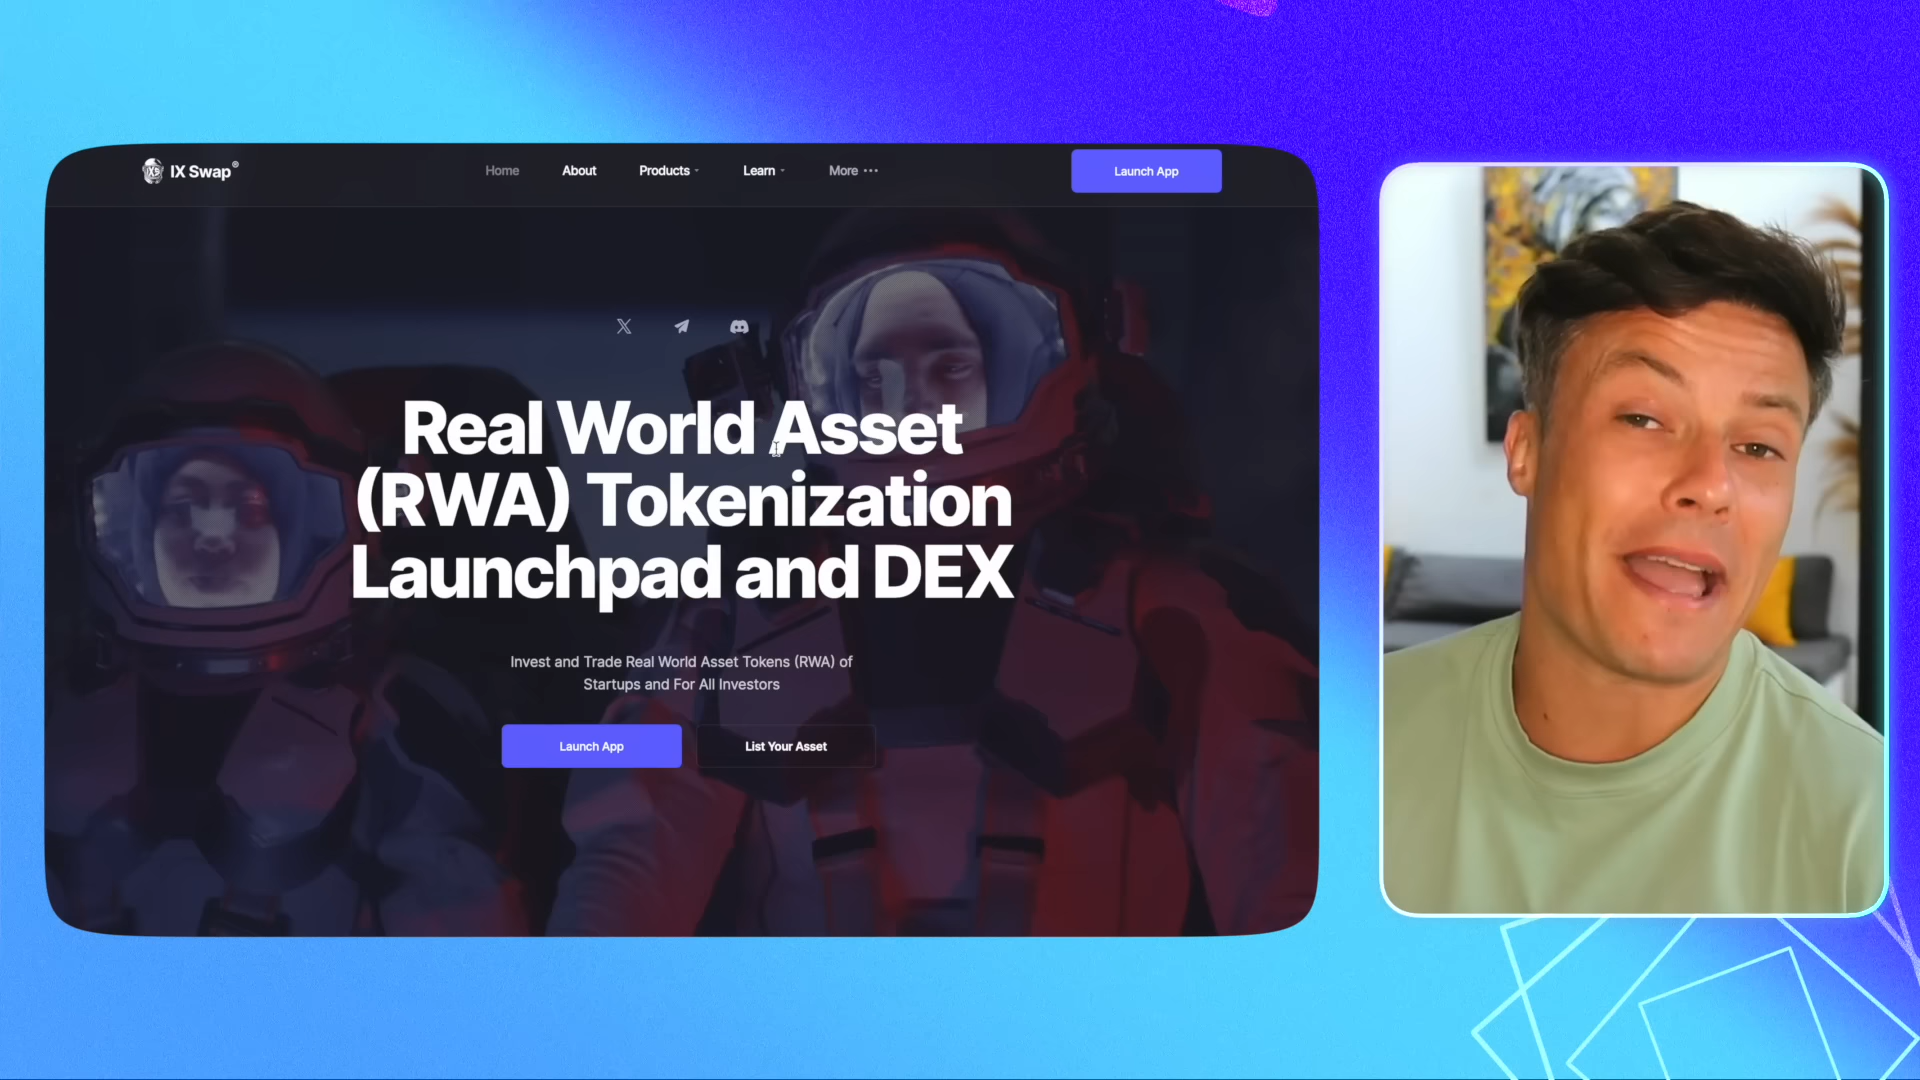 IX Swap®
Home About Products Learn More ···
Launch App
Real World Asset
(RWA) Tokenization
Launchpad and DEX
Invest and Trade Real World Asset Tokens (RWA) of
Startups and For All Investors
Launch App
List Your Asset